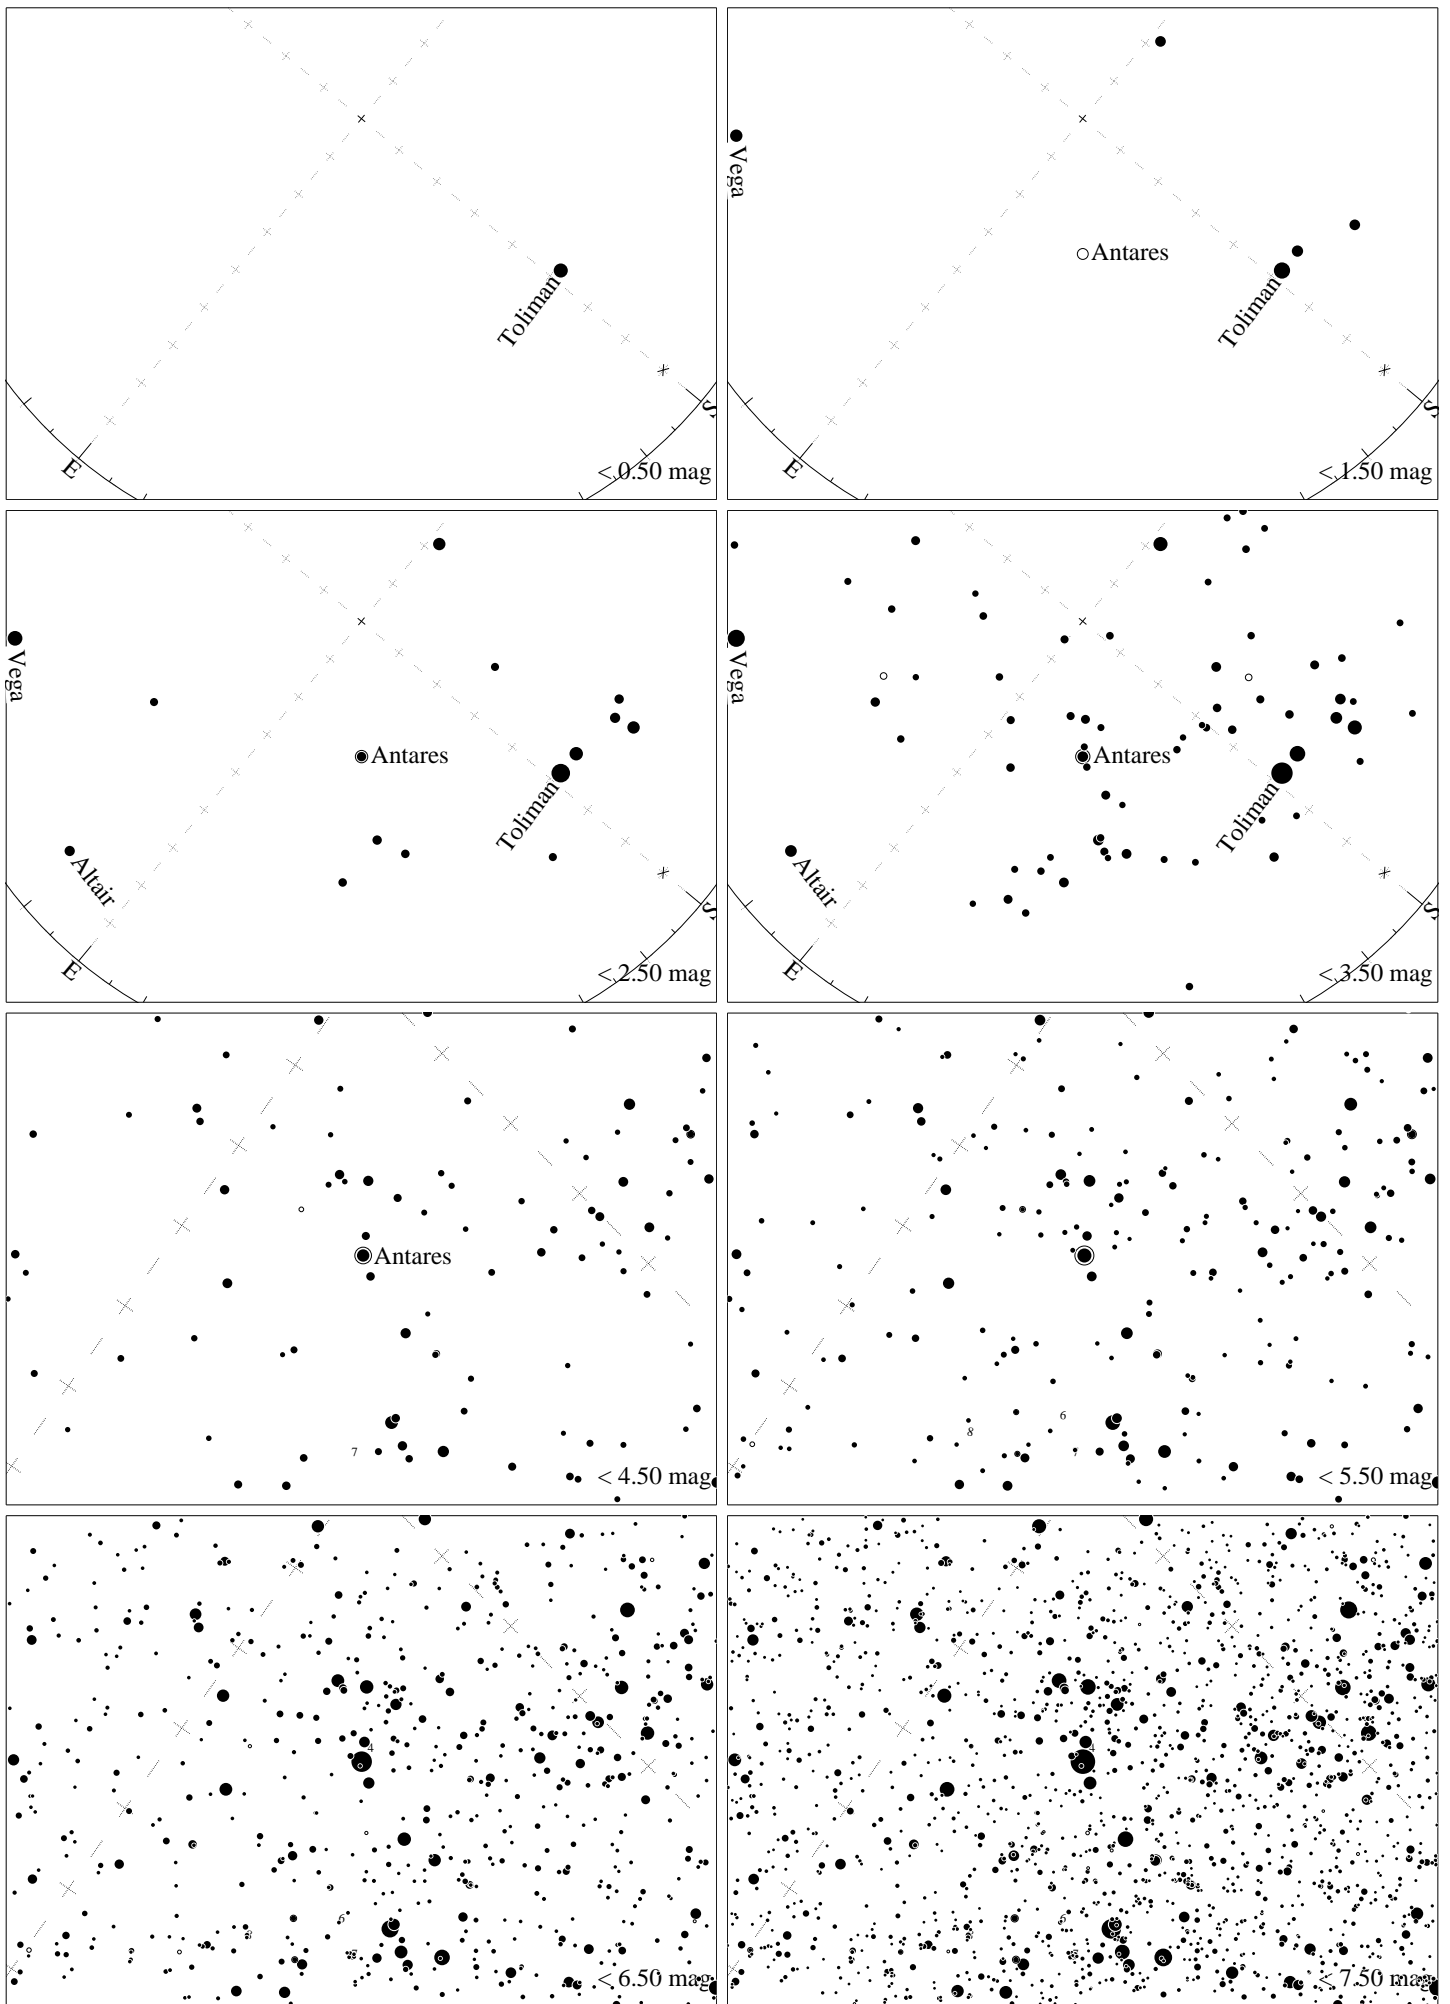 Toliman
S
E
< 0.50 mag
Vega
Antares
Toliman
S
E
< 1.50 mag
Vega
Antares
Toliman
Altair
S
E
< 2.50 mag
Vega
Antares
Toliman
Altair
S
E
< 3.50 mag
Antares
7
< 4.50 mag
6
8
< 5.50 mag
4
< 6.50 mag
< 7.50 mag